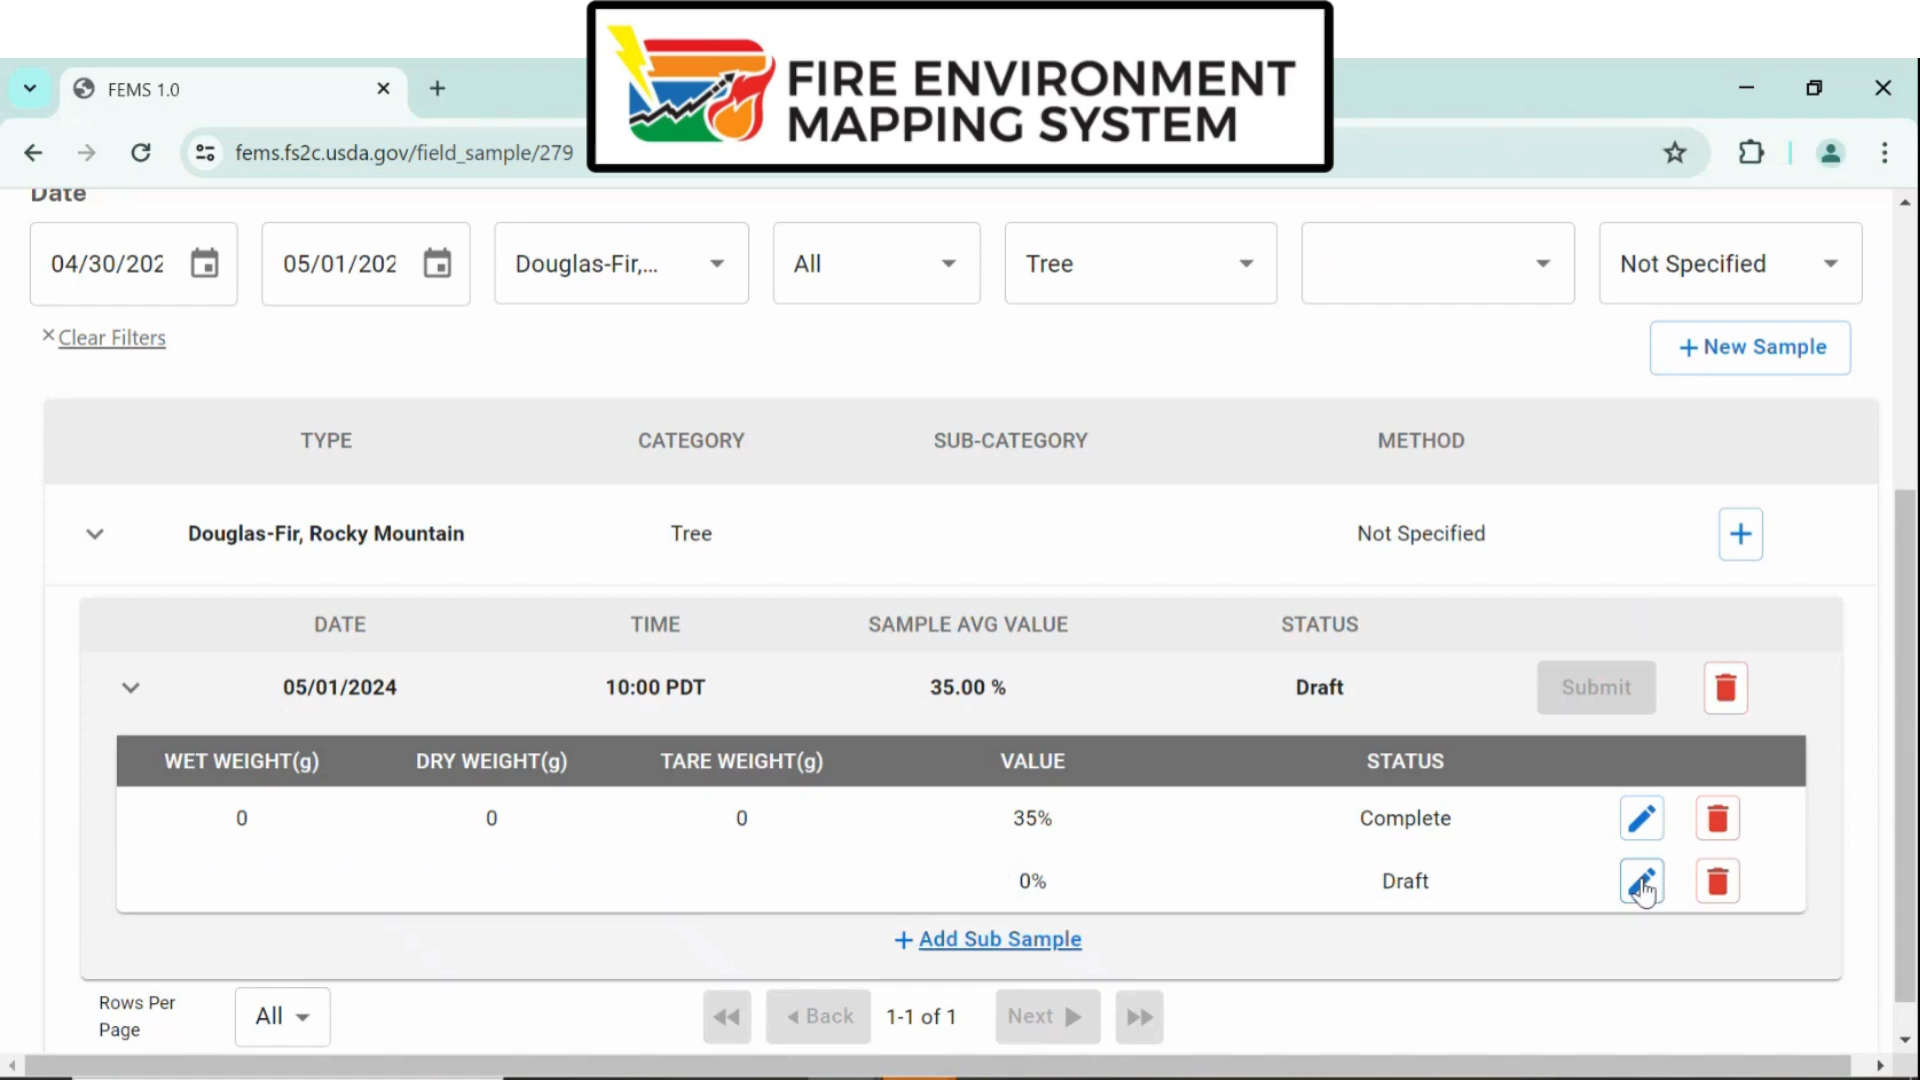 FIRE ENVIRONMENT
MAPPING SYSTEM
FEMS 1.0
fems.fs2c.usda.gov/field_sample/279
Date
04/30/202 05/01/202 Douglas-Fir,... All Tree Not Specified
Clear Filters
+ New Sample
TYPE CATEGORY SUB-CATEGORY METHOD
Douglas-Fir, Rocky Mountain Tree Not Specified
DATE TIME SAMPLE AVG VALUE STATUS
05/01/2024 10:00 PDT 35.00 % Draft Submit
WET WEIGHT(g) DRY WEIGHT(g) TARE WEIGHT(g) VALUE STATUS
0 0 0 35% Complete
0% Draft
+ Add Sub Sample
Rows Per
Page
All Back 1-1 of 1 Next